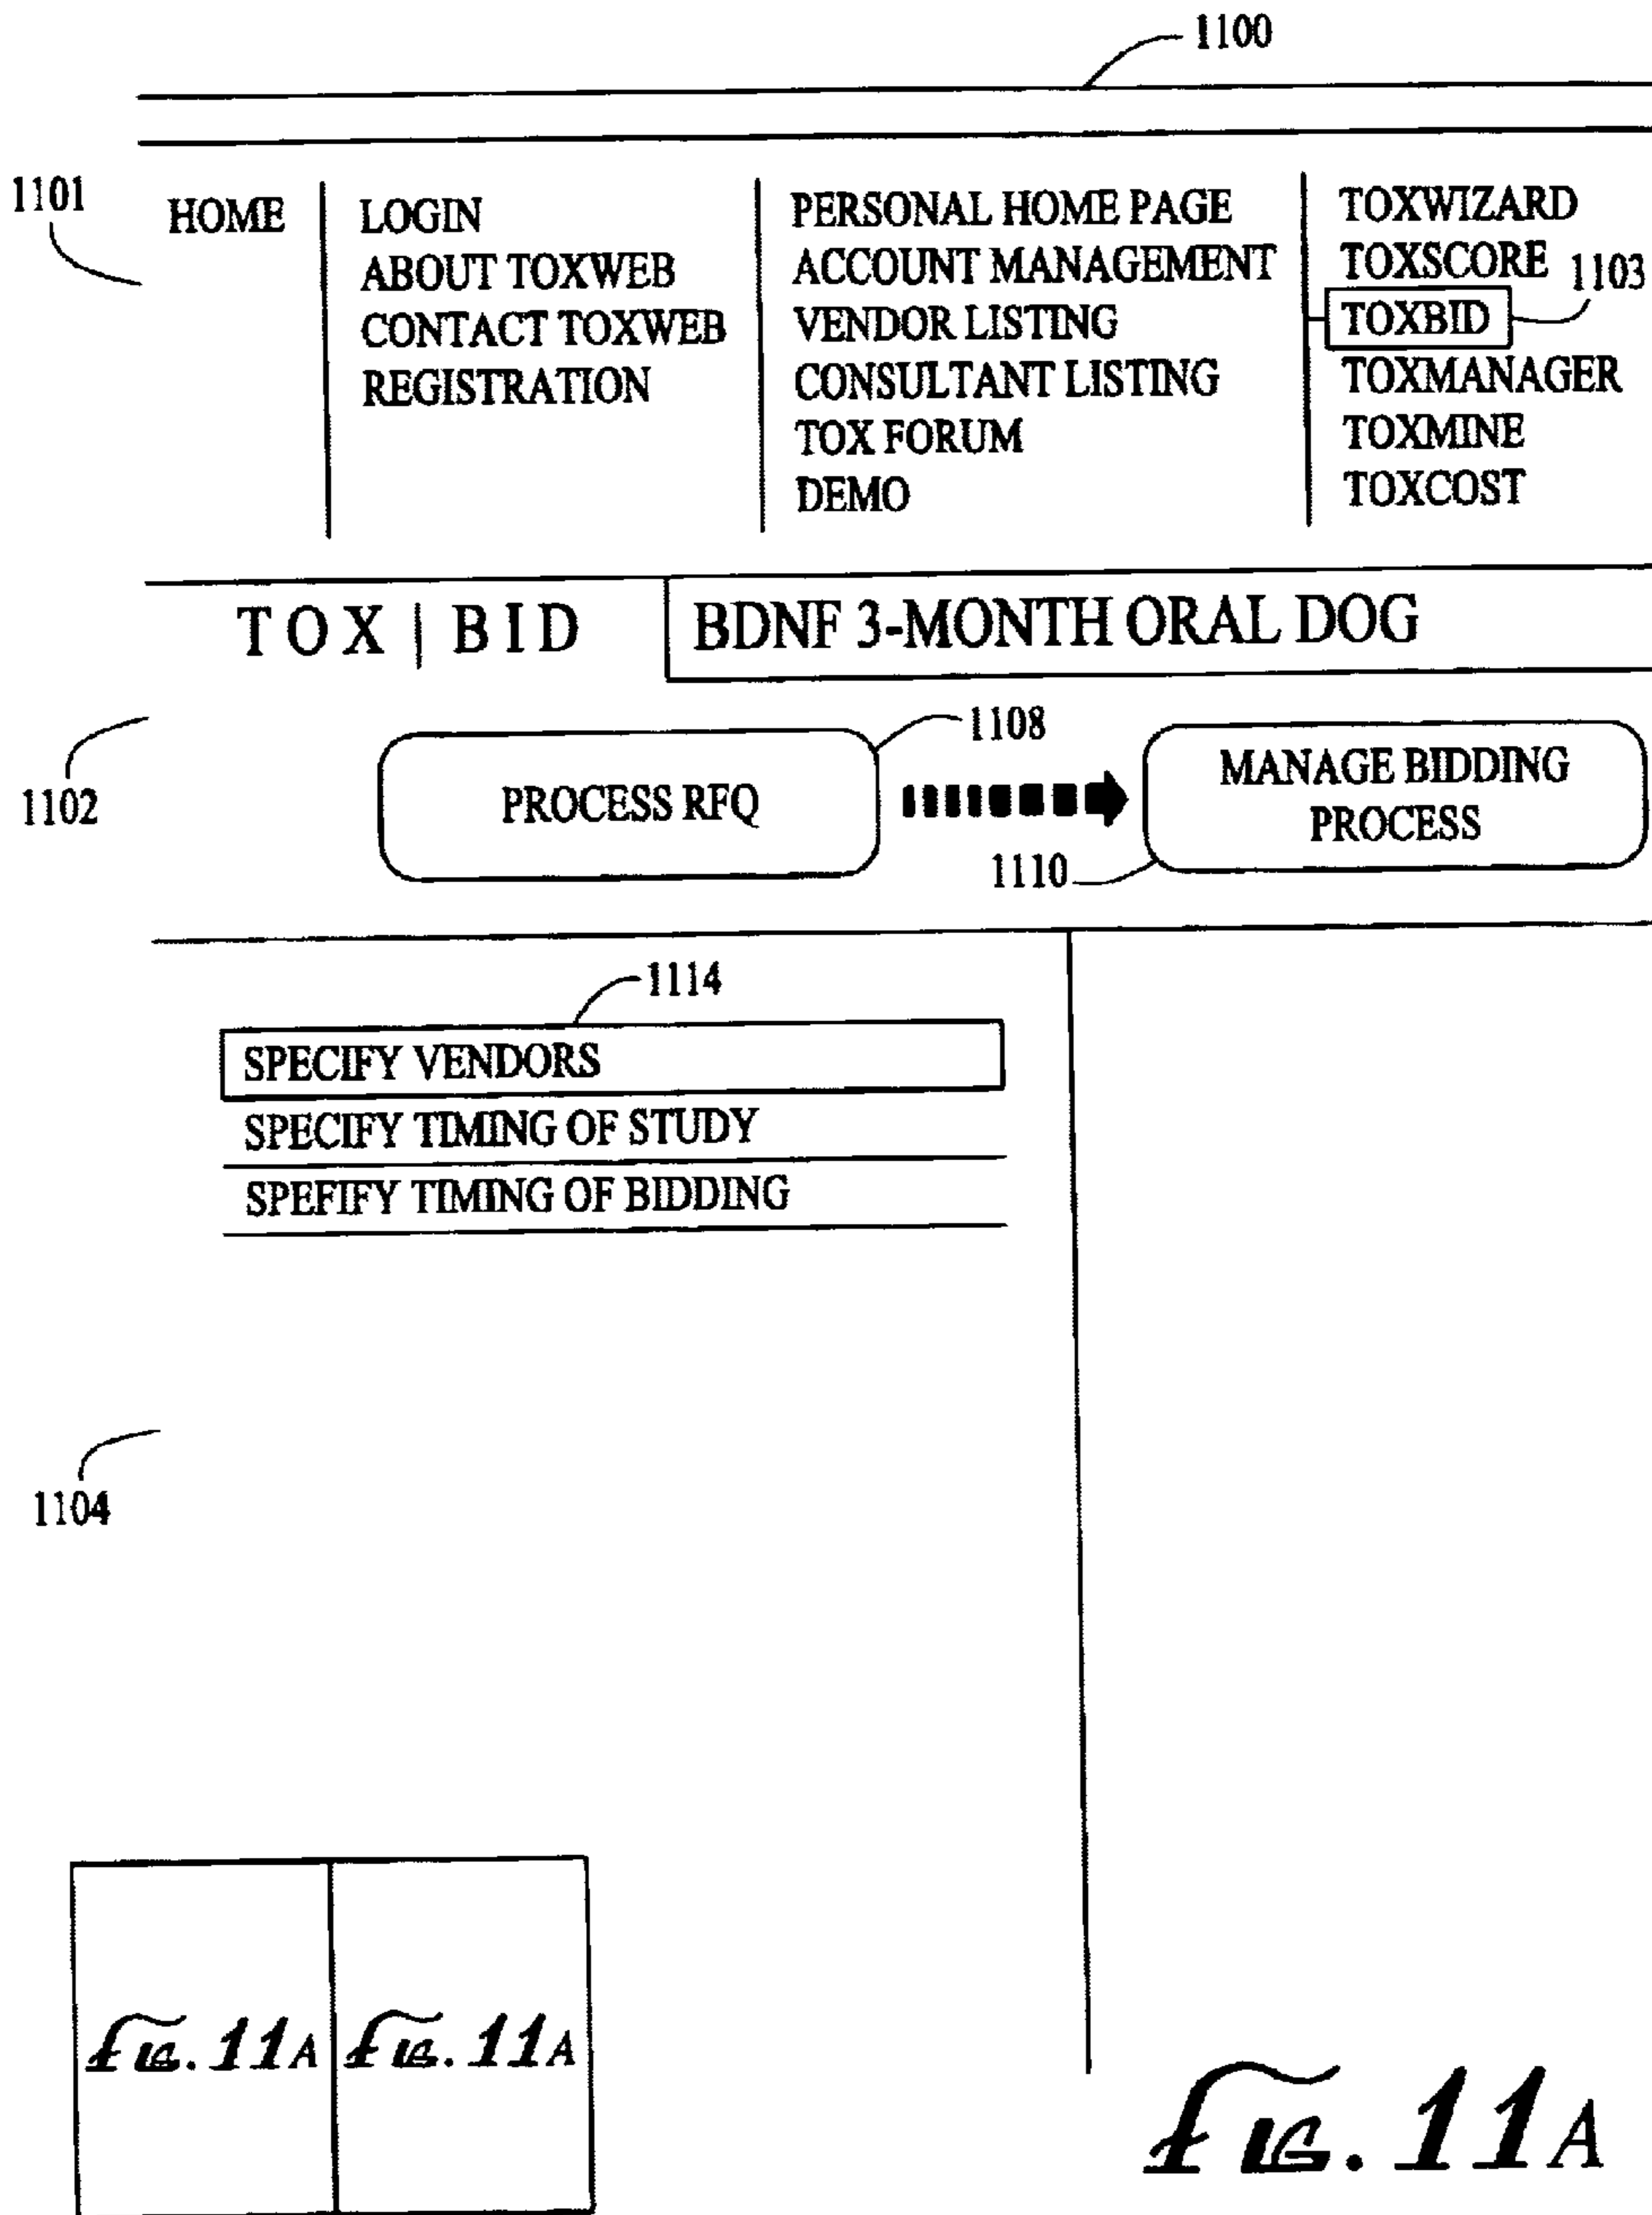 1100
1101
HOME
LOGIN
ABOUT TOXWEB
CONTACT TOXWEB
REGISTRATION
PERSONAL HOME PAGE
ACCOUNT MANAGEMENT
VENDOR LISTING
CONSULTANT LISTING
TOX FORUM
DEMO
TOXWIZARD
TOXSCORE
1103
TOXBID
TOXMANAGER
TOXMINE
TOXCOST
TOX | BID
BDNF 3-MONTH ORAL DOG
1102
1108
PROCESS RFQ
MANAGE BIDDING
PROCESS
1110
1114
SPECIFY VENDORS
SPECIFY TIMING OF STUDY
SPEFIFY TIMING OF BIDDING
1104
FIG. 11A
FIG. 11A
FIG. 11A